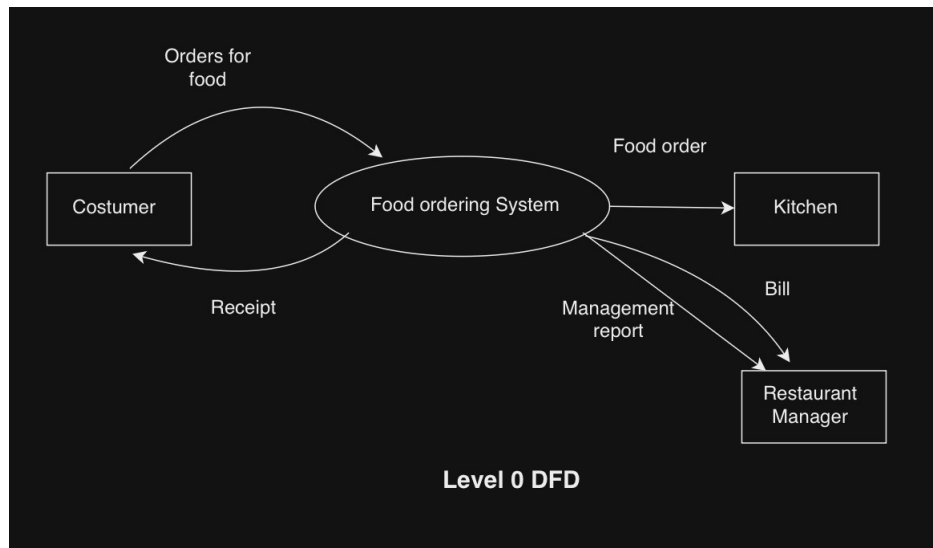 Orders for
food
Food order
Costumer
Food ordering System
Kitchen
Receipt
Bill
Management
report
Restaurant
Manager
Level 0 DFD